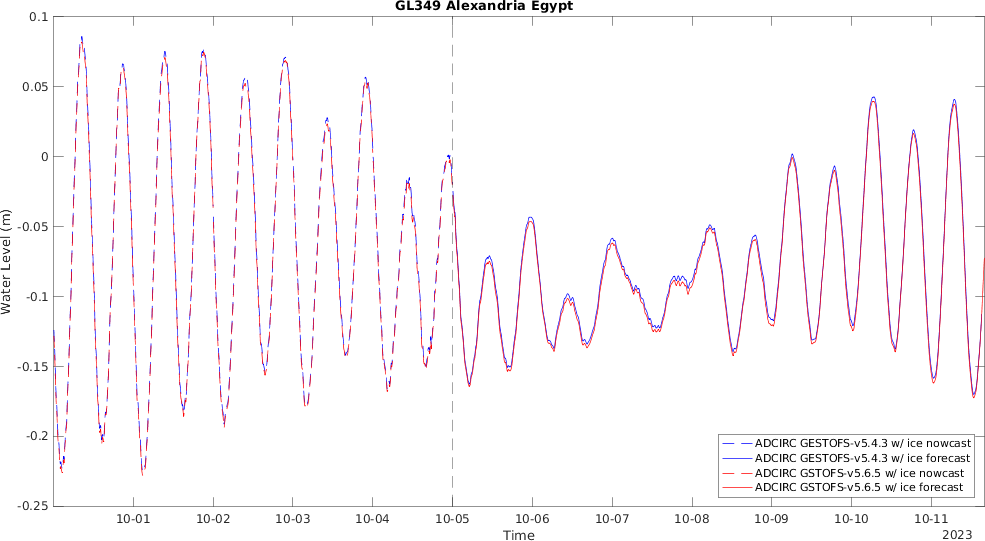 GL349 Alexandria Egypt
0.1
0.05
0
-0.05
-0.1
-0.15
-0.2
-0.25
Water Level (m)
ADCIRC GESTOFS-v5.4.3 w/ ice nowcast
ADCIRC GESTOFS-v5.4.3 w/ ice forecast
ADCIRC GSTOFS-v5.6.5 w/ ice nowcast
ADCIRC GSTOFS-v5.6.5 w/ ice forecast
10-01 10-02 10-03 10-04 10-05 10-06 10-07 10-08 10-09 10-10 10-11
Time
2023